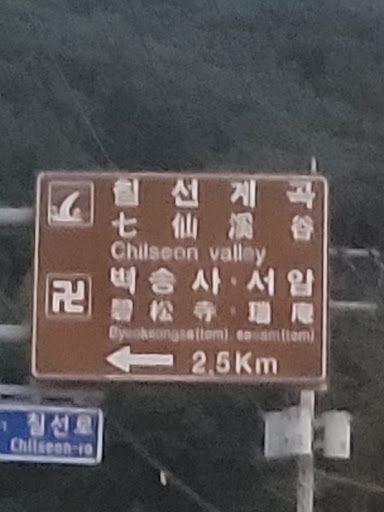 칠선계곡
七仙溪谷
Chilseon valley
벽송사·서암
碧松寺·瑞庵
Byeoksongsa(tem) seoam(tem)
2.5Km
칠선로
Chilseon-ro